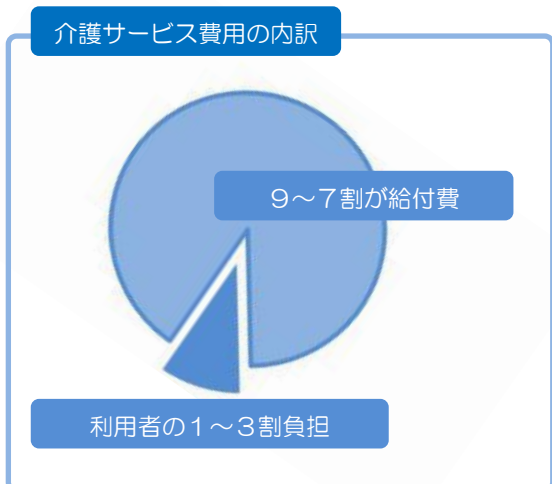 介護サービス費用の内訳
９～７割が給付費
利用者の１～３割負担